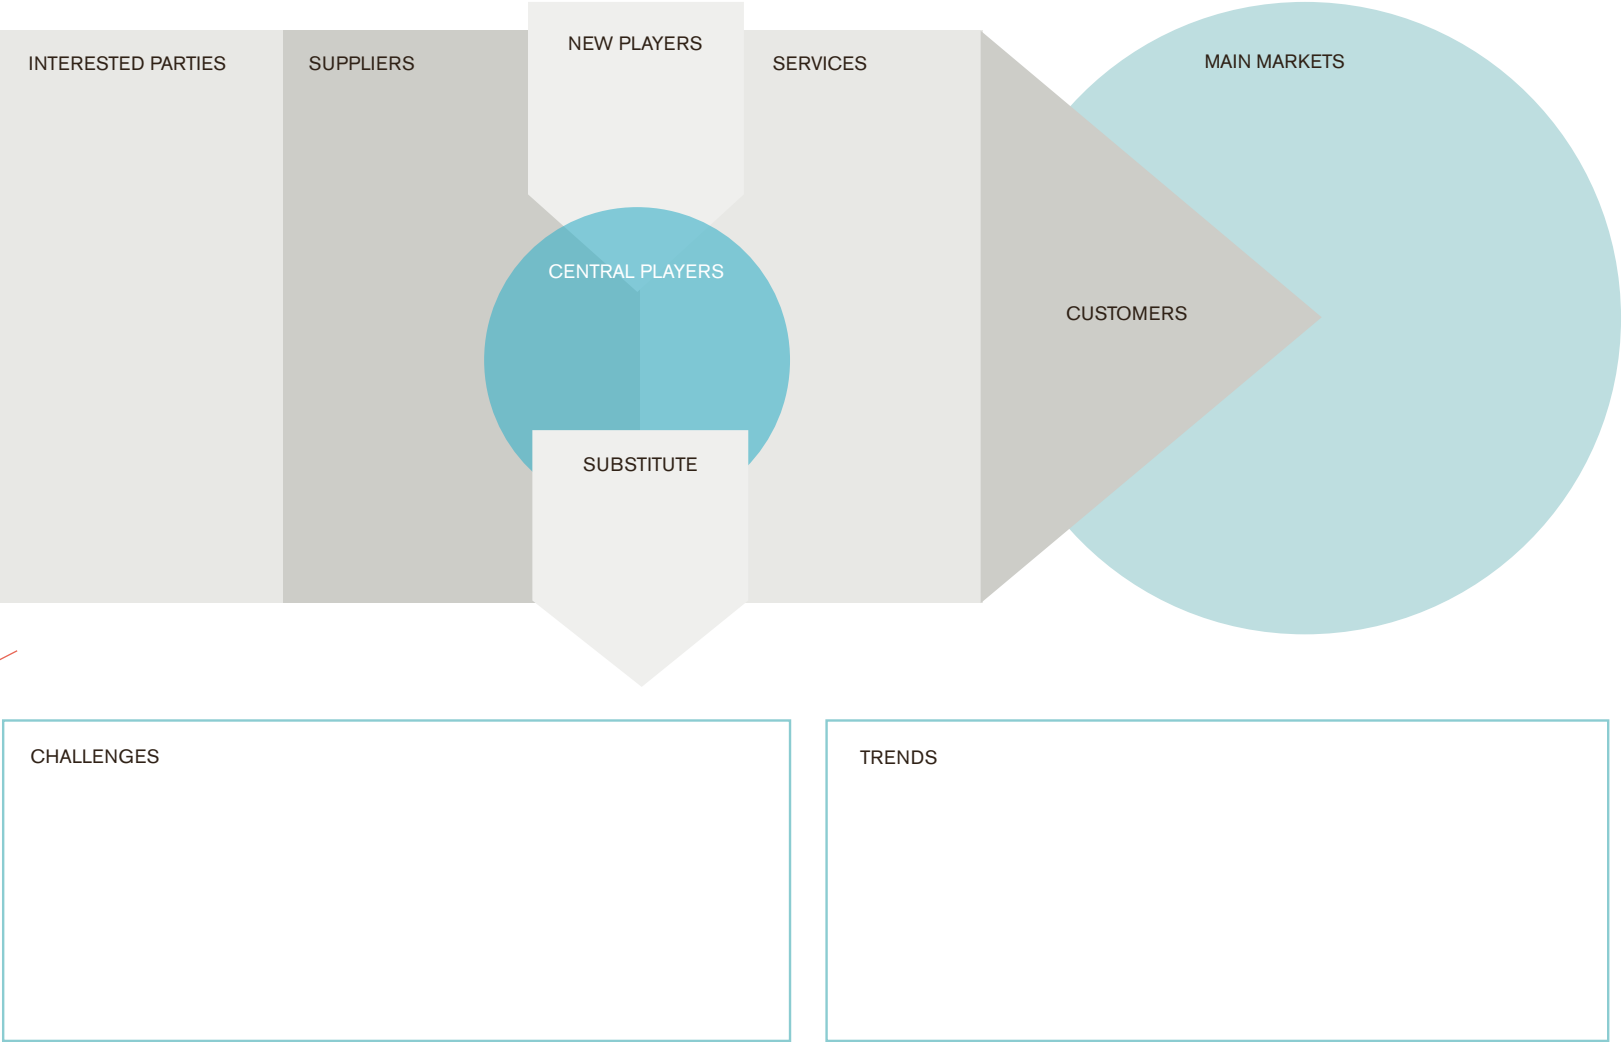 INTERESTED PARTIES
SUPPLIERS
NEW PLAYERS
SERVICES
MAIN MARKETS
CENTRAL PLAYERS
CUSTOMERS
SUBSTITUTE
CHALLENGES
TRENDS